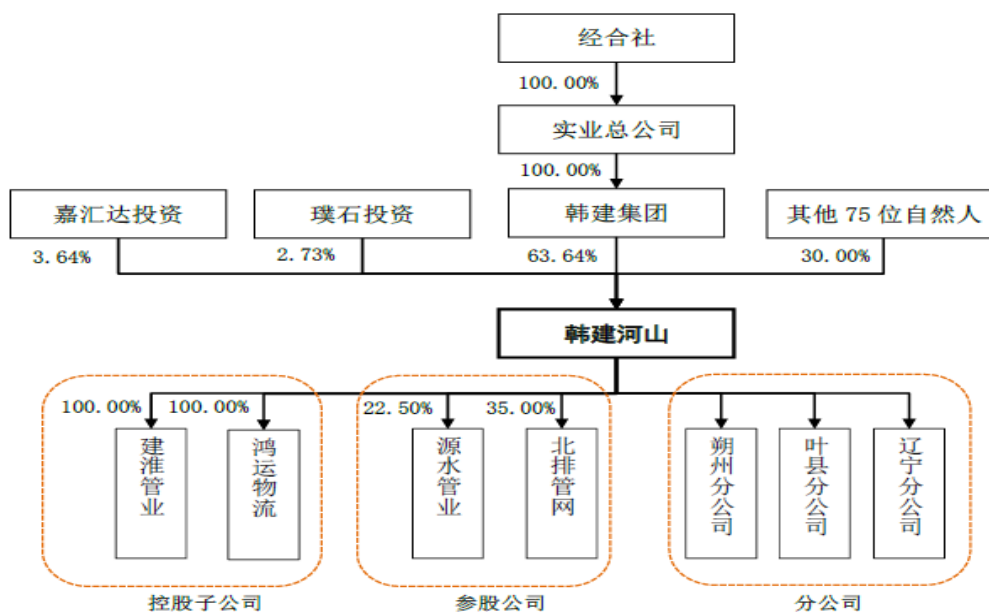 经合社
100.00%
实业总公司
100.00%
嘉汇达投资
璞石投资
韩建集团
其他 75 位自然人
3.64%
2.73%
63.64%
30.00%
韩建河山
100.00%
100.00%
22.50%
35.00%
建淮管业
鸿运物流
源水管业
北排管网
朔州分公司
叶县分公司
辽宁分公司
控股子公司
参股公司
分公司